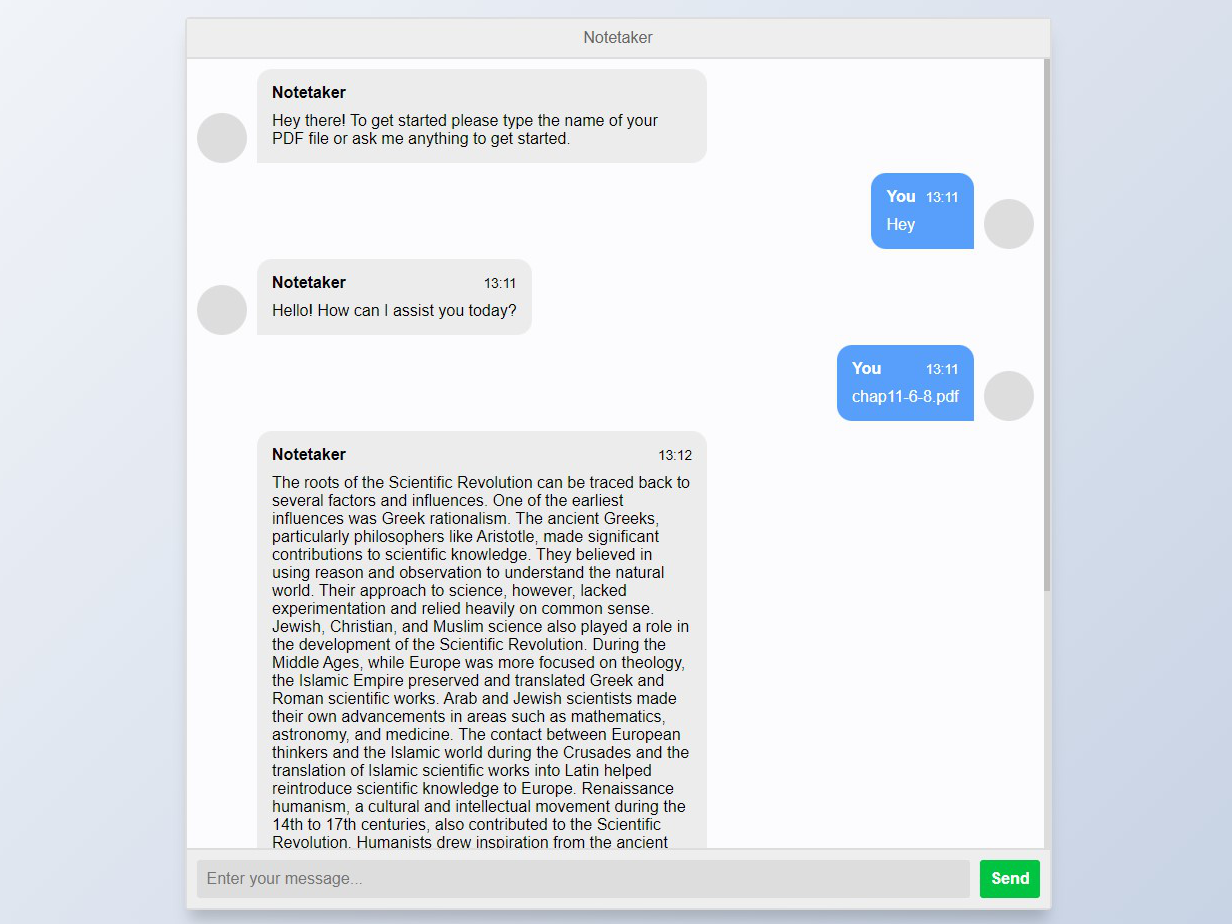 Notetaker
Notetaker
Hey there! To get started please type the name of your
PDF file or ask me anything to get started.
You 13:11
Hey
Notetaker 13:11
Hello! How can I assist you today?
You 13:11
chap11-6-8.pdf
Notetaker 13:12
The roots of the Scientific Revolution can be traced back to
several factors and influences. One of the earliest
influences was Greek rationalism. The ancient Greeks,
particularly philosophers like Aristotle, made significant
contributions to scientific knowledge. They believed in
using reason and observation to understand the natural
world. Their approach to science, however, lacked
experimentation and relied heavily on common sense.
Jewish, Christian, and Muslim science also played a role in
the development of the Scientific Revolution. During the
Middle Ages, while Europe was more focused on theology,
the Islamic Empire preserved and translated Greek and
Roman scientific works. Arab and Jewish scientists made
their own advancements in areas such as mathematics,
astronomy, and medicine. The contact between European
thinkers and the Islamic world during the Crusades and the
translation of Islamic scientific works into Latin helped
reintroduce scientific knowledge to Europe. Renaissance
humanism, a cultural and intellectual movement during the
14th to 17th centuries, also contributed to the Scientific
Revolution. Humanists drew inspiration from the ancient
Enter your message...
Send